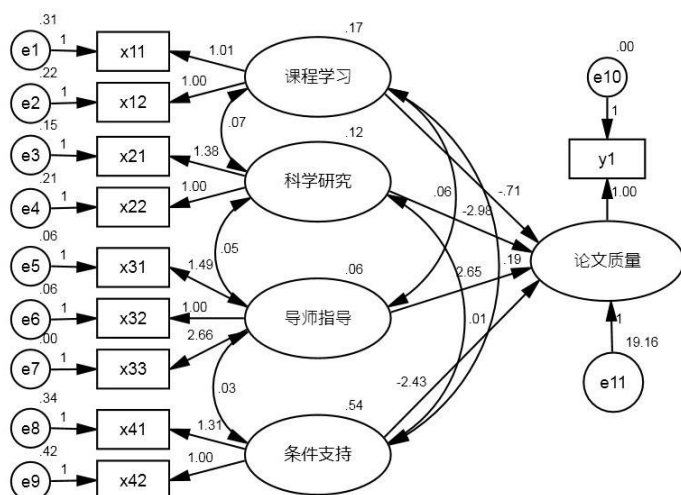 .31
e1
1
x11
1.01
.17
课程学习
.22
e2
1
x12
1.00
.07
.15
e3
1
x21
1.38
.12
科学研究
.21
e4
1
x22
1.00
.05
.06
e5
1
x31
1.49
.06
导师指导
.06
e6
1
x32
1.00
.00
e7
1
x33
2.66
.03
.34
e8
1
x41
1.31
.54
条件支持
.42
e9
1
x42
1.00
.06
-.71
-2.98
.19
2.65
.01
-2.43
.00
e10
1
y1
1.00
论文质量
1
19.16
e11